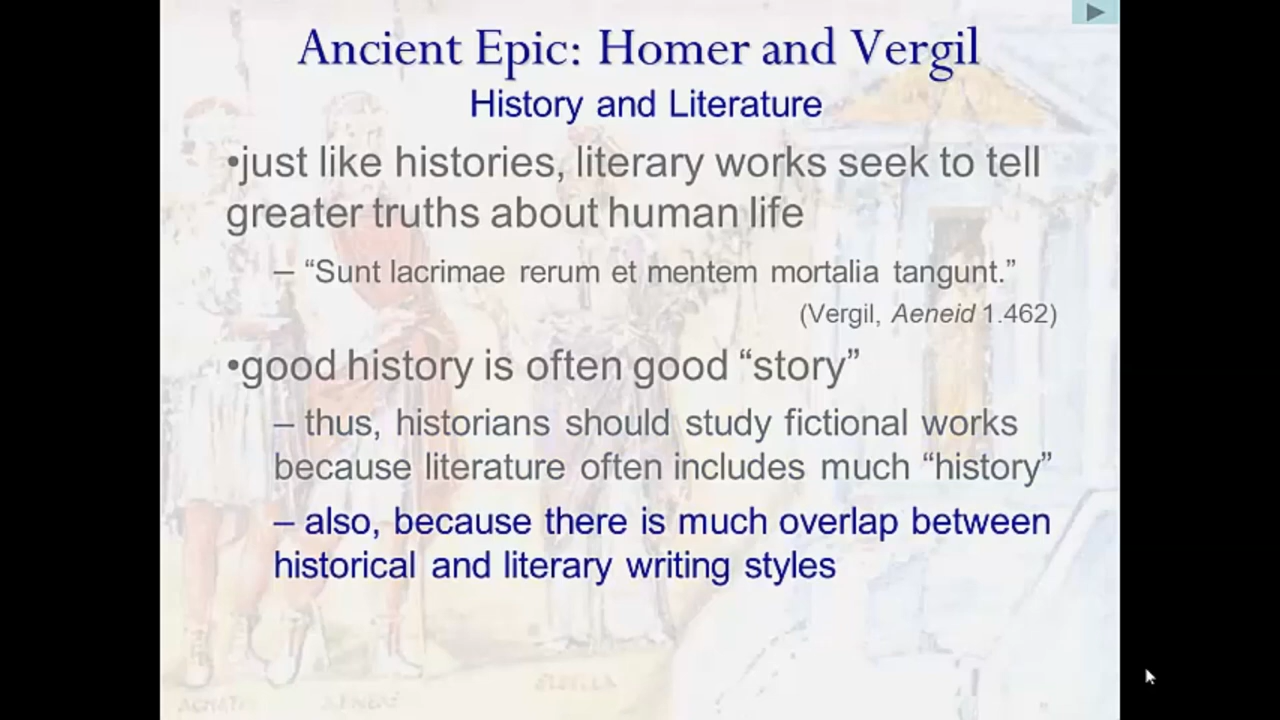 Ancient Epic: Homer and Vergil
History and Literature
•just like histories, literary works seek to tell
greater truths about human life
– “Sunt lacrimae rerum et mentem mortalia tangunt.”
(Vergil, Aeneid 1.462)
•good history is often good “story”
– thus, historians should study fictional works
because literature often includes much “history”
– also, because there is much overlap between
historical and literary writing styles